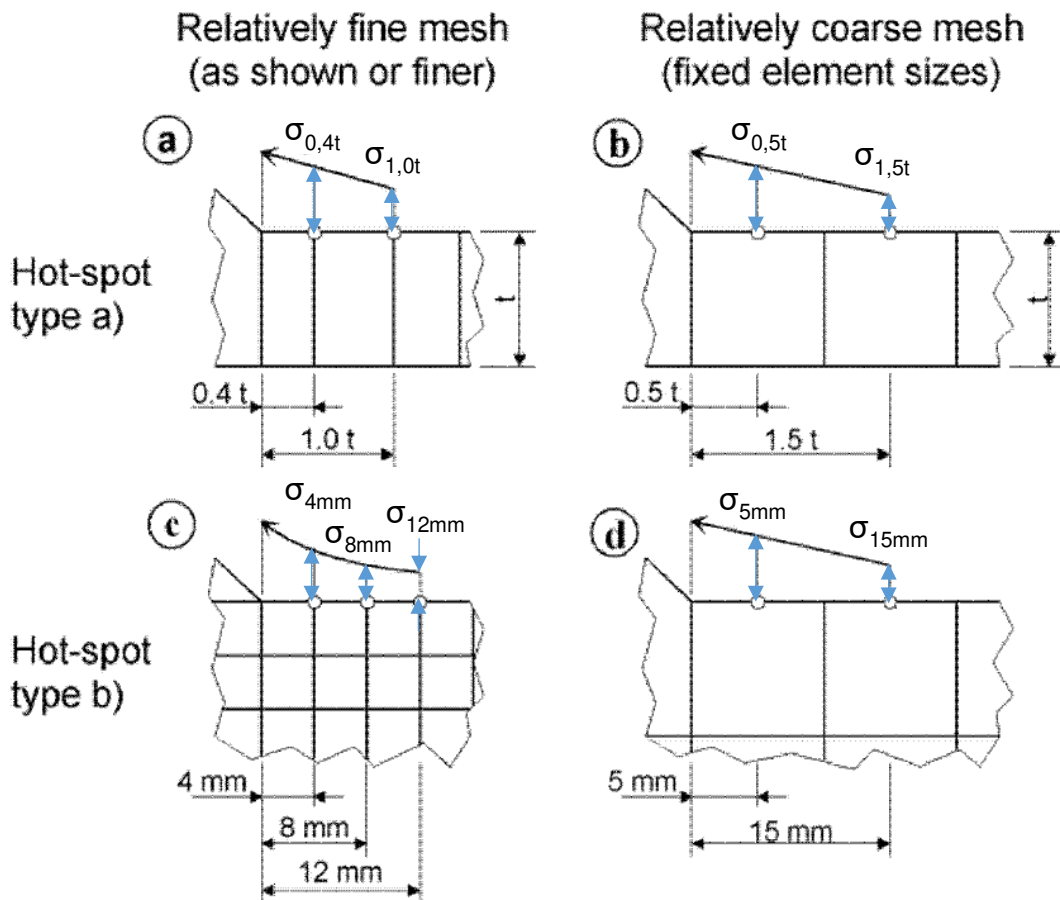 Relatively fine mesh
(as shown or finer)
Relatively coarse mesh
(fixed element sizes)
a
σ0,4t
σ1,0t
b
σ0,5t
σ1,5t
Hot-spot
type a)
t
t
0.4 t
1.0 t
0.5 t
1.5 t
c
σ4mm
σ8mm
σ12mm
d
σ5mm
σ15mm
Hot-spot
type b)
4 mm
8 mm
12 mm
5 mm
15 mm